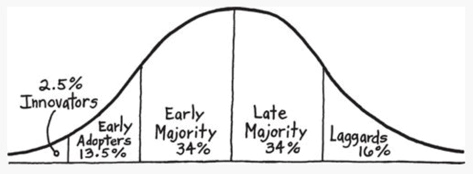 2.5%
Innovators
Early
Adopters
13.5%
Early
Majority
34%
Late
Majority
34%
Laggards
16%